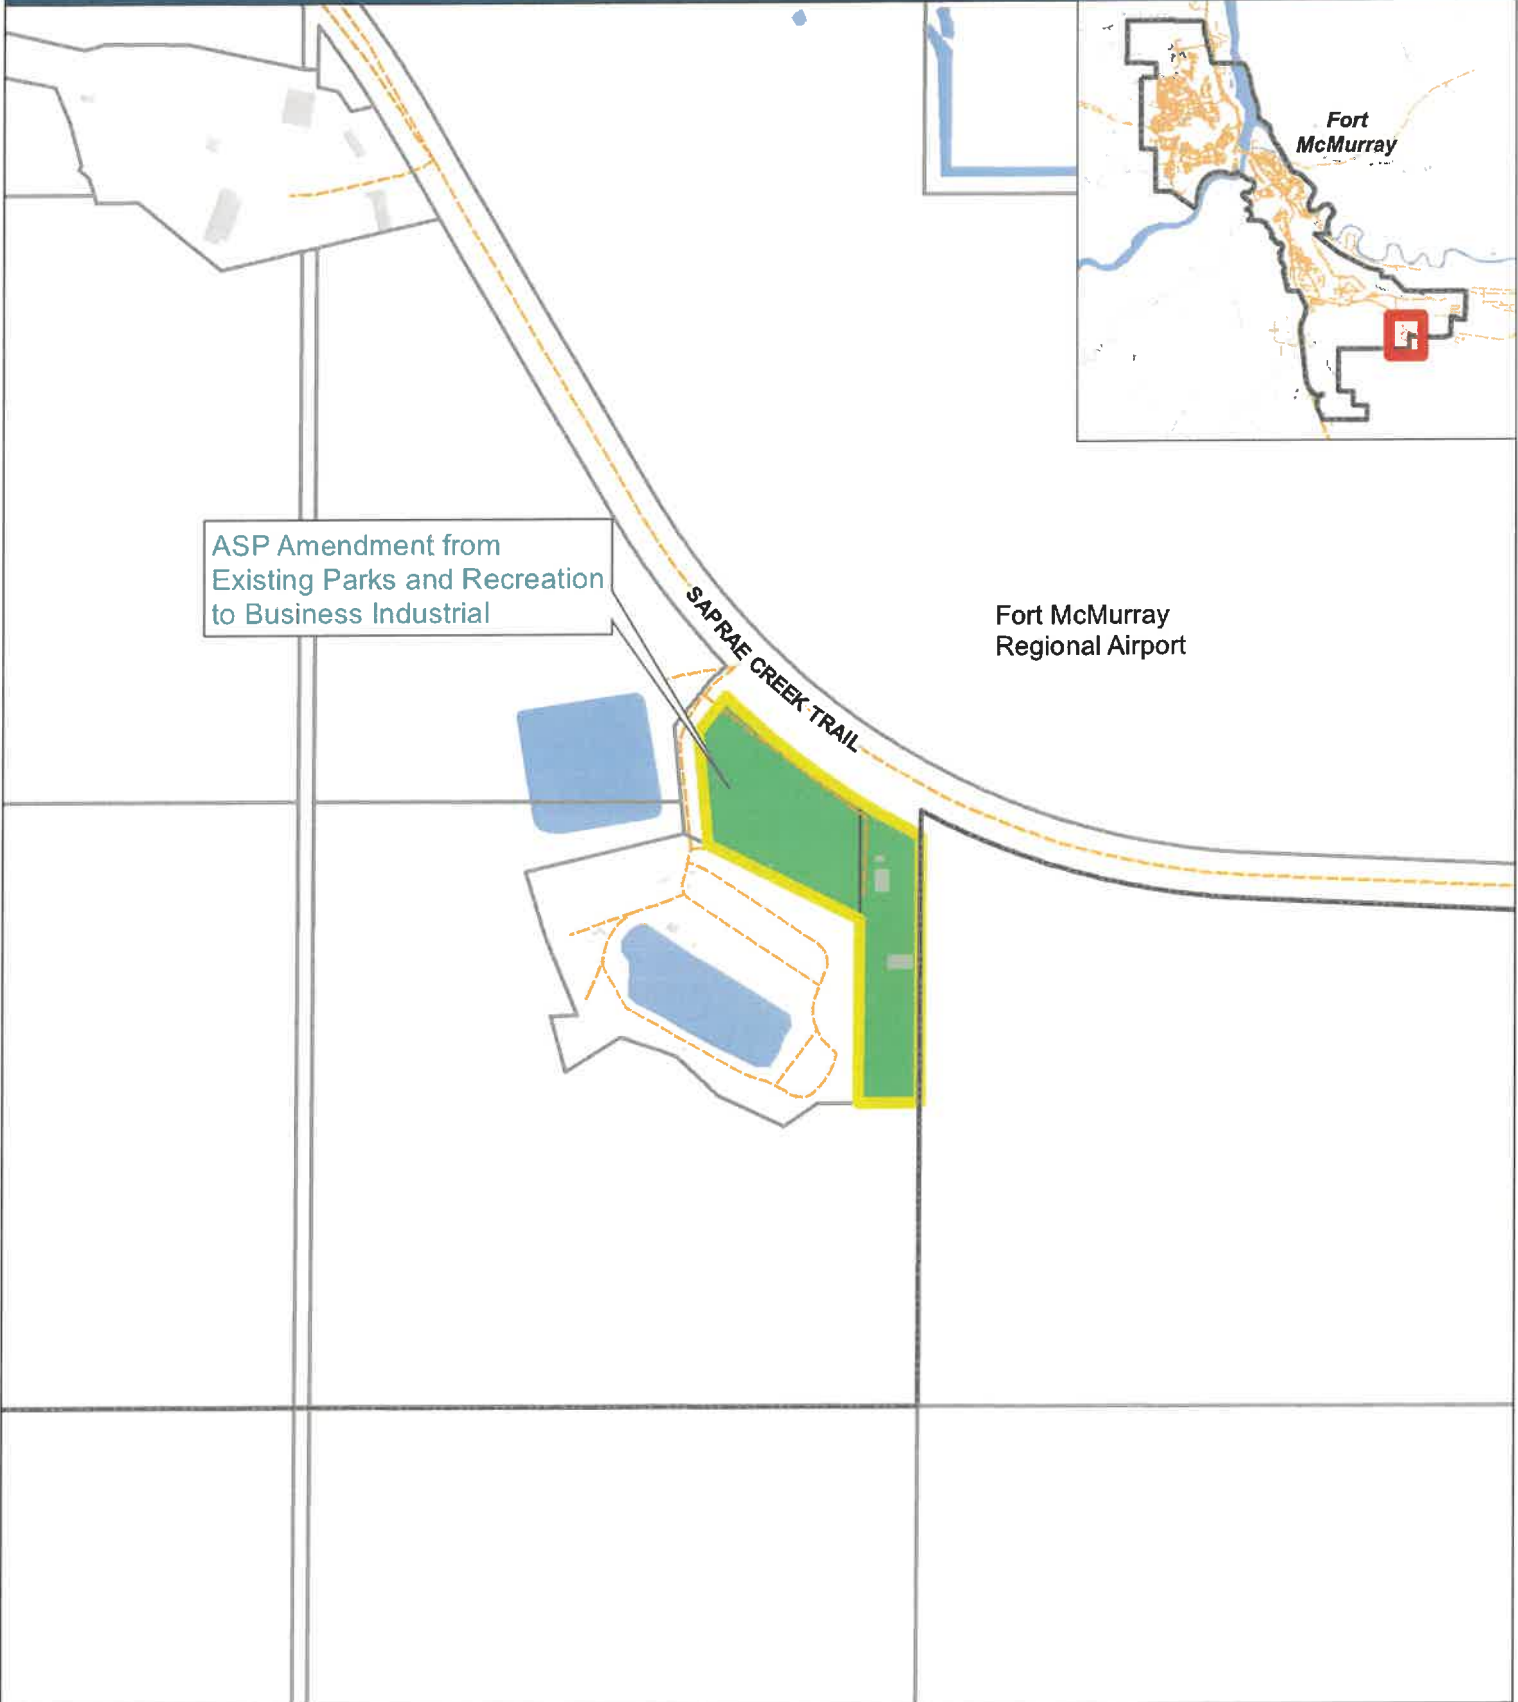 Fort
McMurray
ASP Amendment from
Existing Parks and Recreation
to Business Industrial
SAPRAE CREEK TRAIL
Fort McMurray
Regional Airport